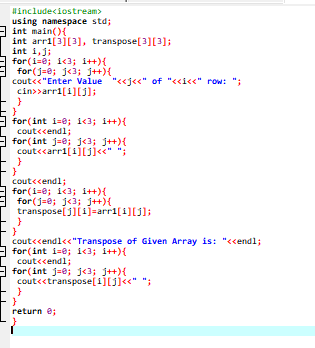 #include<iostream>
using namespace std;
int main(){
int arr1[3][3], transpose[3][3];
int i,j;
for(i=0; i<3; i++){
for(j=0; j<3; j++){
cout<<"Enter Value  "<<j<<" of "<<i<<" row: ";
cin>>arr1[i][j];
}
}
for(int i=0; i<3; i++){
cout<<endl;
for(int j=0; j<3; j++){
cout<<arr1[i][j]<<" ";
}
}
cout<<endl;
for(i=0; i<3; i++){
for(j=0; j<3; j++){
transpose[j][i]=arr1[i][j];
}
}
cout<<endl<<"Transpose of Given Array is: "<<endl;
for(int i=0; i<3; i++){
cout<<endl;
for(int j=0; j<3; j++){
cout<<transpose[i][j]<<" ";
}
}
return 0;
}